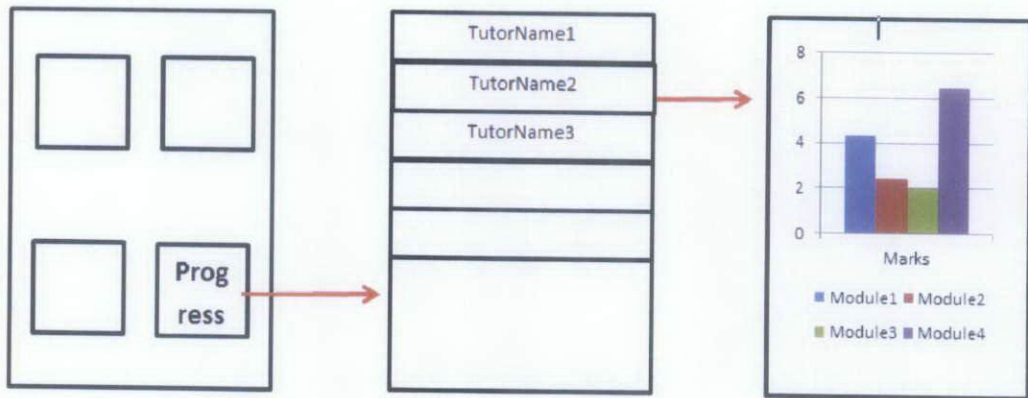 Prog
ress
TutorName1
TutorName2
TutorName3
8
6
4
2
0
Marks
Module1 Module2
Module3 Module4